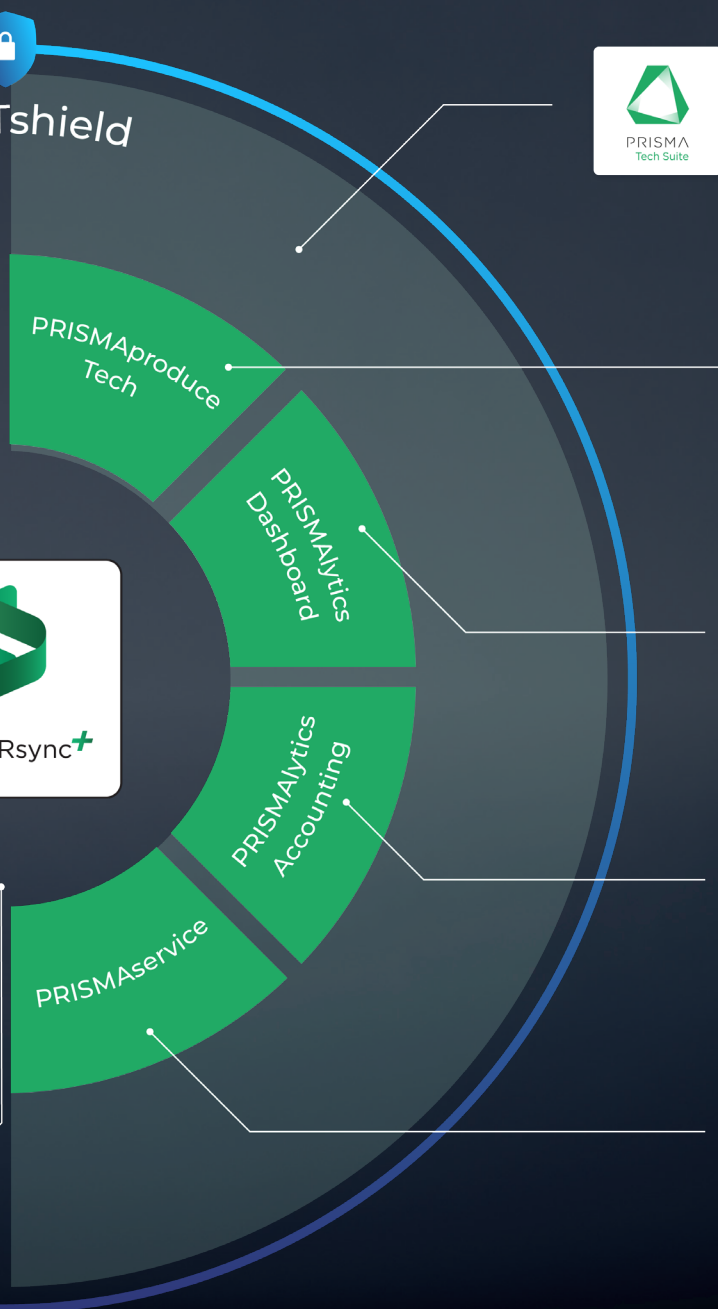 Tshield
PRISMA
Tech Suite
PRISMAproduce
Tech
PRISMAlytics
Dashboard
Rsync+
PRISMAlytics
Accounting
PRISMAservice